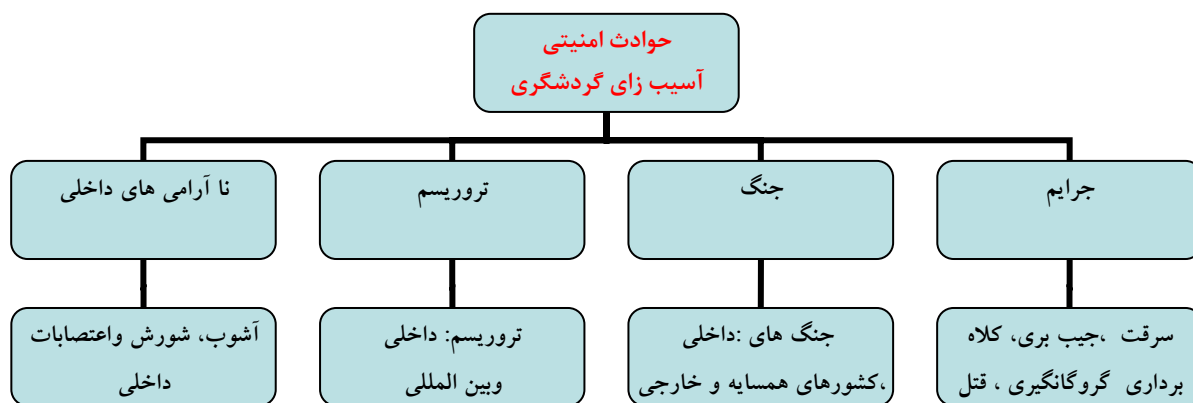 حوادث امنیتی
آسیب زای گردشگری
جرایم
جنگ
تروریسم
نا آرامی های داخلی
سرقت ،جیب بری، کلاه
برداری گروگانگیری ، قتل
جنگ های :داخلی
،کشورهای همسایه و خارجی
تروریسم: داخلی
وبین المللی
آشوب، شورش واعتصابات
داخلی